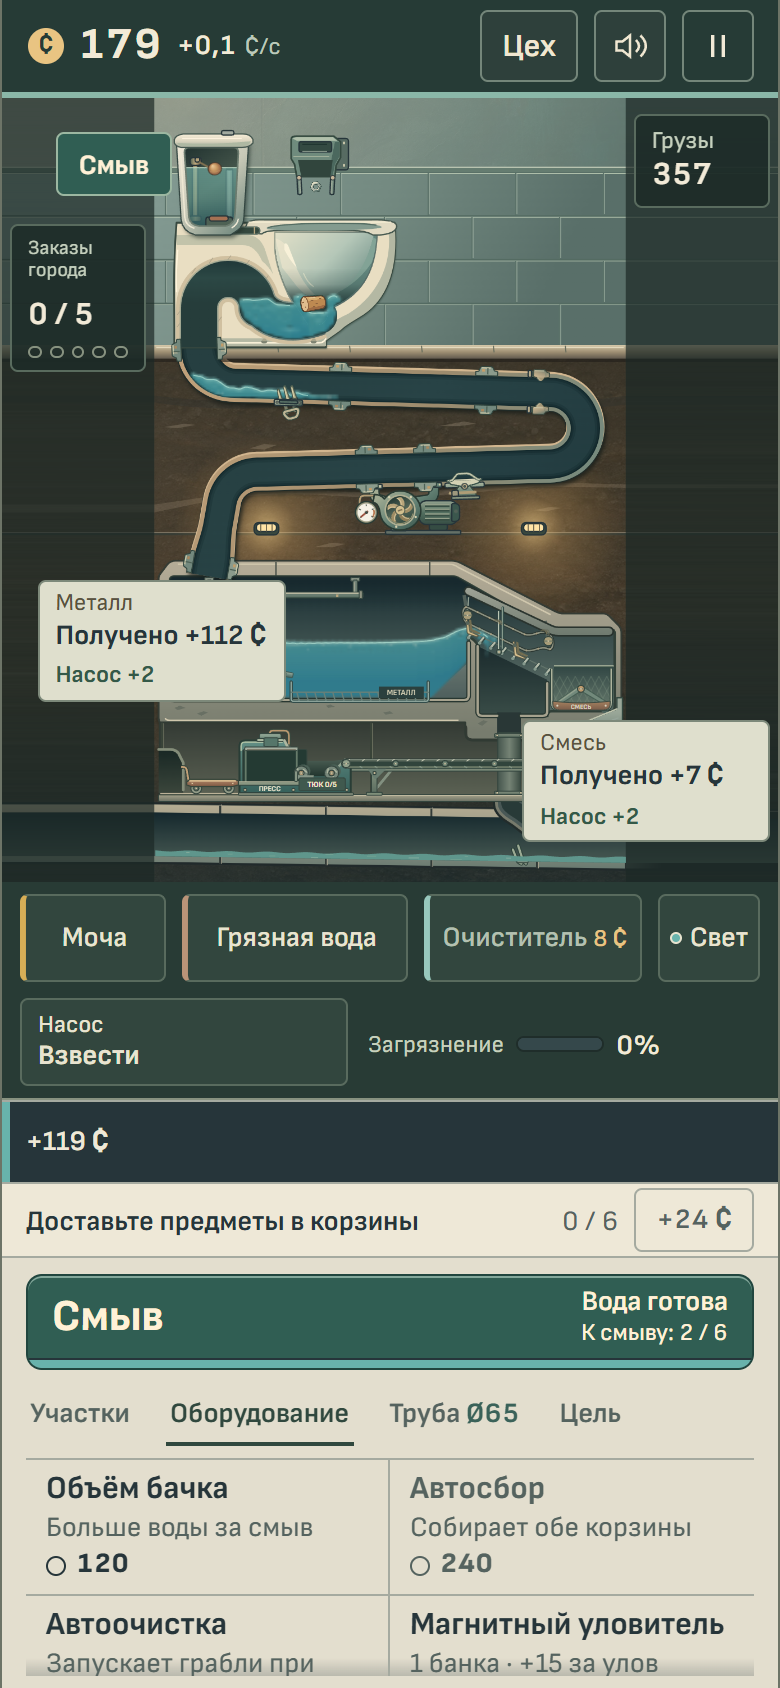 ₵ 179 +0,1 ₵/с
Цех
Смыв
Грузы
357
Заказы
города
0 / 5
Металл
Получено +112 ₵
Насос +2
МЕТАЛЛ
СМЕСЬ
Смесь
Получено +7 ₵
Насос +2
ПРЕСС
ТЮК 0/5
Моча
Грязная вода
Очиститель 8 ₵
Свет
Насос
Взвести
Загрязнение 0%
+119 ₵
Доставьте предметы в корзины 0 / 6 +24 ₵
Смыв
Вода готова
К смыву: 2 / 6
Участки Оборудование Труба Ø65 Цель
Объём бачка
Больше воды за смыв
120
Автосбор
Собирает обе корзины
240
Автоочистка
Запускает грабли при
Магнитный уловитель
1 банка · +15 за улов